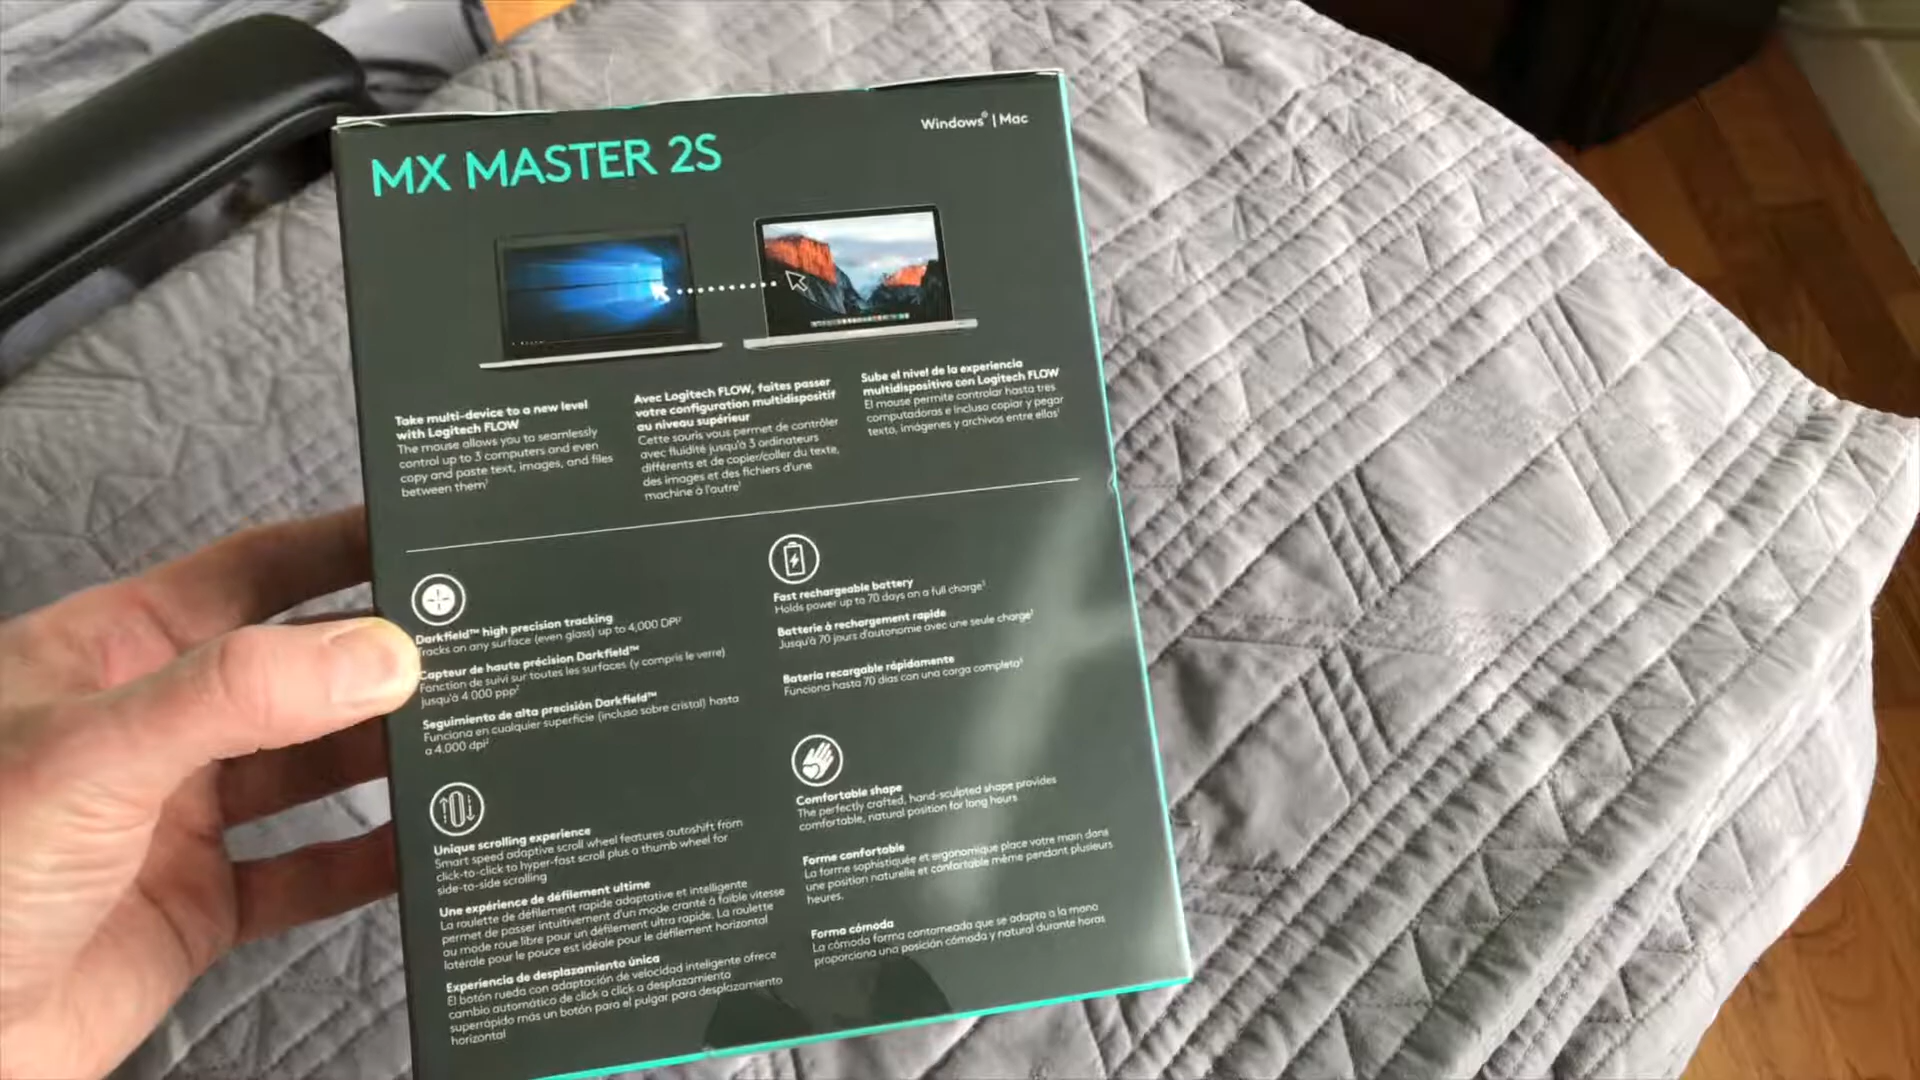 MX MASTER 2S
Windows® | Mac
Take multi-device to a new level
with Logitech FLOW
The mouse allows you to seamlessly
control up to 3 computers and even
copy and paste text, images, and files
between them¹
Avec Logitech FLOW, faites passer
votre configuration multidispositif
au niveau supérieur
Cette souris vous permet de contrôler
avec fluidité jusqu'à 3 ordinateurs
différents et de copier/coller du texte,
des images et des fichiers d'une
machine à l'autre¹
Sube el nivel de la experiencia
multidispositivo con Logitech FLOW
El mouse permite controlar hasta tres
computadoras e incluso copiar y pegar
texto, imágenes y archivos entre ellas¹
Darkfield™ high precision tracking
Tracks on any surface (even glass) up to 4,000 DPI²
Capteur de haute précision Darkfield™
Fonction de suivi sur toutes les surfaces (y compris le verre)
jusqu'à 4 000 ppp²
Seguimiento de alta precisión Darkfield™
Funciona en cualquier superficie (incluso sobre cristal) hasta
a 4.000 dpi²
Fast rechargeable battery
Holds power up to 70 days on a full charge³
Batterie à rechargement rapide
Jusqu'à 70 jours d'autonomie avec une seule charge³
Batería recargable rápidamente
Funciona hasta 70 días con una carga completa³
Unique scrolling experience
Smart speed adaptive scroll wheel features autoshift from
click-to-click to hyper-fast scroll plus a thumb wheel for
side-to-side scrolling
Une expérience de défilement ultime
La roulette de défilement rapide adaptative et intelligente
permet de passer intuitivement d'un mode cranté à faible vitesse
au mode roue libre pour un défilement ultra rapide. La roulette
latérale pour le pouce est idéale pour le défilement horizontal
Experiencia de desplazamiento única
El botón rueda con adaptación de velocidad inteligente ofrece
cambio automático de click a click a desplazamiento
superrápido más un botón para el pulgar para desplazamiento
horizontal
Comfortable shape
The perfectly crafted, hand-sculpted shape provides
comfortable, natural position for long hours
Forme confortable
La forme sophistiquée et ergonomique place votre main dans
une position naturelle et confortable même pendant plusieurs
heures.
Forma cómoda
La cómoda forma contorneada que se adapta a la mano
proporciona una posición cómoda y natural durante horas